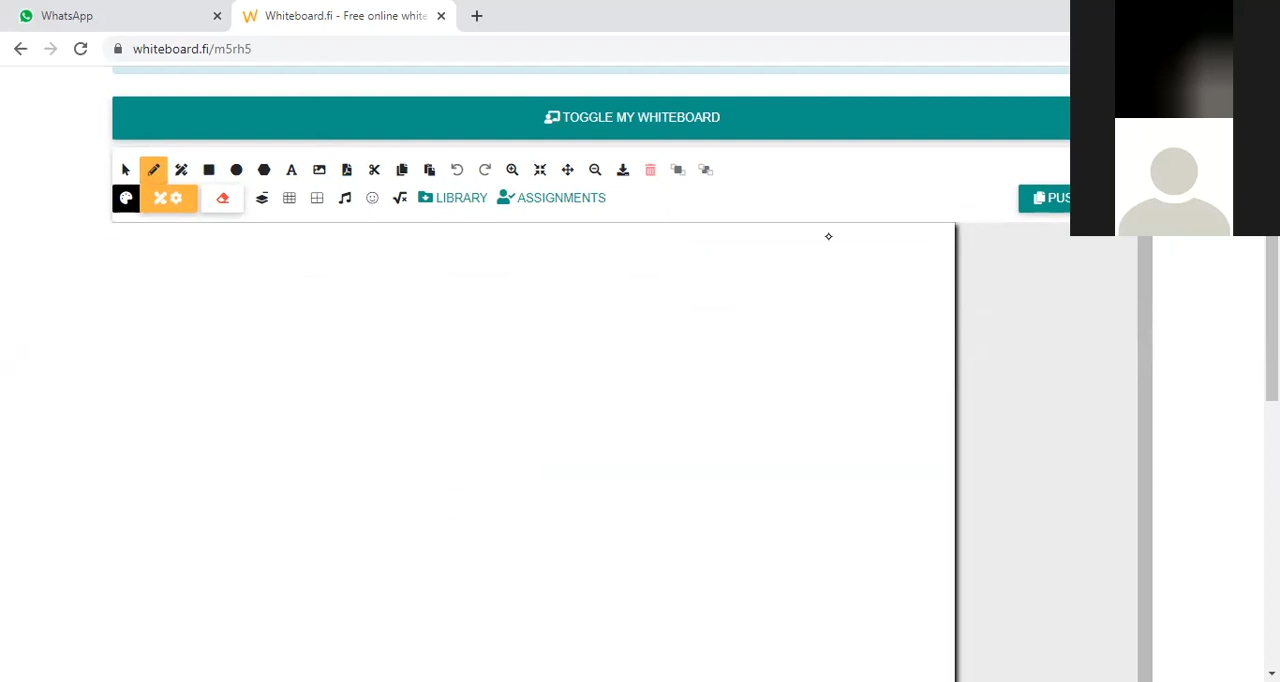 WhatsApp
Whiteboard.fi - Free online white
whiteboard.fi/m5rh5
TOGGLE MY WHITEBOARD
A
LIBRARY
ASSIGNMENTS
PUS